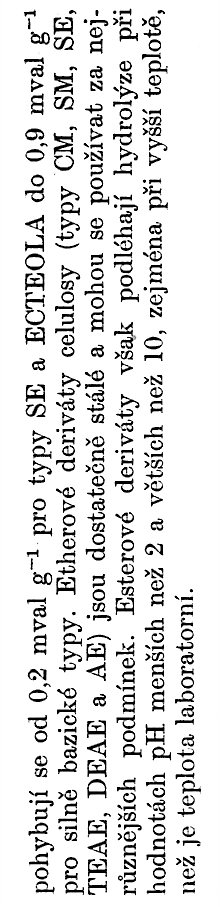 pohybují se od 0,2 mval g⁻¹ pro typy SE a ECTEOLA do 0,9 mval g⁻¹
pro silně bazické typy. Etherové deriváty celulosy (typy CM, SM, SE,
TEAE, DEAE a AE) jsou dostatečně stálé a mohou se používat za nej-
různějších podmínek. Esterové deriváty však podléhají hydrolýze při
hodnotách pH menších než 2 a větších než 10, zejména při vyšší teplotě,
než je teplota laboratorní.